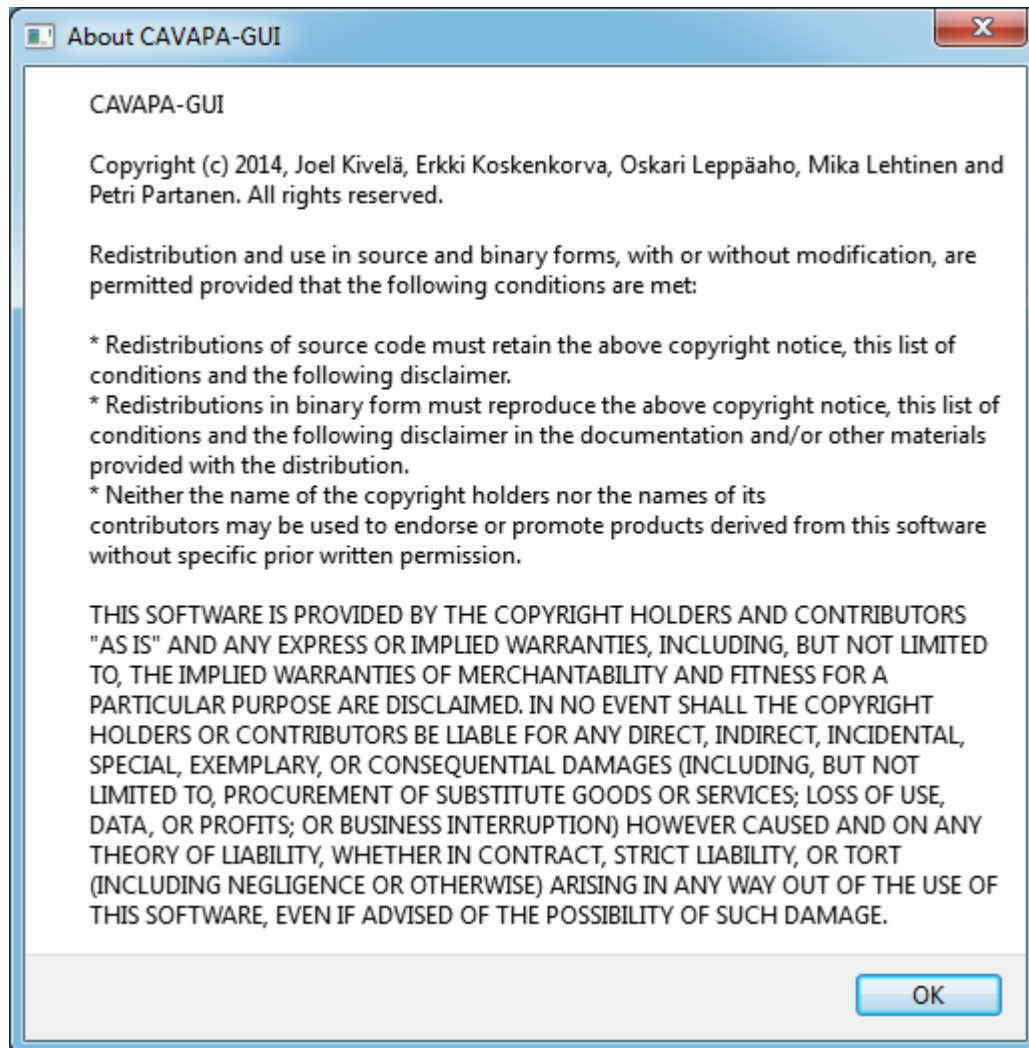 About CAVAPA-GUI
CAVAPA-GUI
Copyright (c) 2014, Joel Kivelä, Erkki Koskenkorva, Oskari Leppäaho, Mika Lehtinen and
Petri Partanen. All rights reserved.
Redistribution and use in source and binary forms, with or without modification, are
permitted provided that the following conditions are met:
* Redistributions of source code must retain the above copyright notice, this list of
conditions and the following disclaimer.
* Redistributions in binary form must reproduce the above copyright notice, this list of
conditions and the following disclaimer in the documentation and/or other materials
provided with the distribution.
* Neither the name of the copyright holders nor the names of its
contributors may be used to endorse or promote products derived from this software
without specific prior written permission.
THIS SOFTWARE IS PROVIDED BY THE COPYRIGHT HOLDERS AND CONTRIBUTORS
"AS IS" AND ANY EXPRESS OR IMPLIED WARRANTIES, INCLUDING, BUT NOT LIMITED
TO, THE IMPLIED WARRANTIES OF MERCHANTABILITY AND FITNESS FOR A
PARTICULAR PURPOSE ARE DISCLAIMED. IN NO EVENT SHALL THE COPYRIGHT
HOLDERS OR CONTRIBUTORS BE LIABLE FOR ANY DIRECT, INDIRECT, INCIDENTAL,
SPECIAL, EXEMPLARY, OR CONSEQUENTIAL DAMAGES (INCLUDING, BUT NOT
LIMITED TO, PROCUREMENT OF SUBSTITUTE GOODS OR SERVICES; LOSS OF USE,
DATA, OR PROFITS; OR BUSINESS INTERRUPTION) HOWEVER CAUSED AND ON ANY
THEORY OF LIABILITY, WHETHER IN CONTRACT, STRICT LIABILITY, OR TORT
(INCLUDING NEGLIGENCE OR OTHERWISE) ARISING IN ANY WAY OUT OF THE USE OF
THIS SOFTWARE, EVEN IF ADVISED OF THE POSSIBILITY OF SUCH DAMAGE.
OK